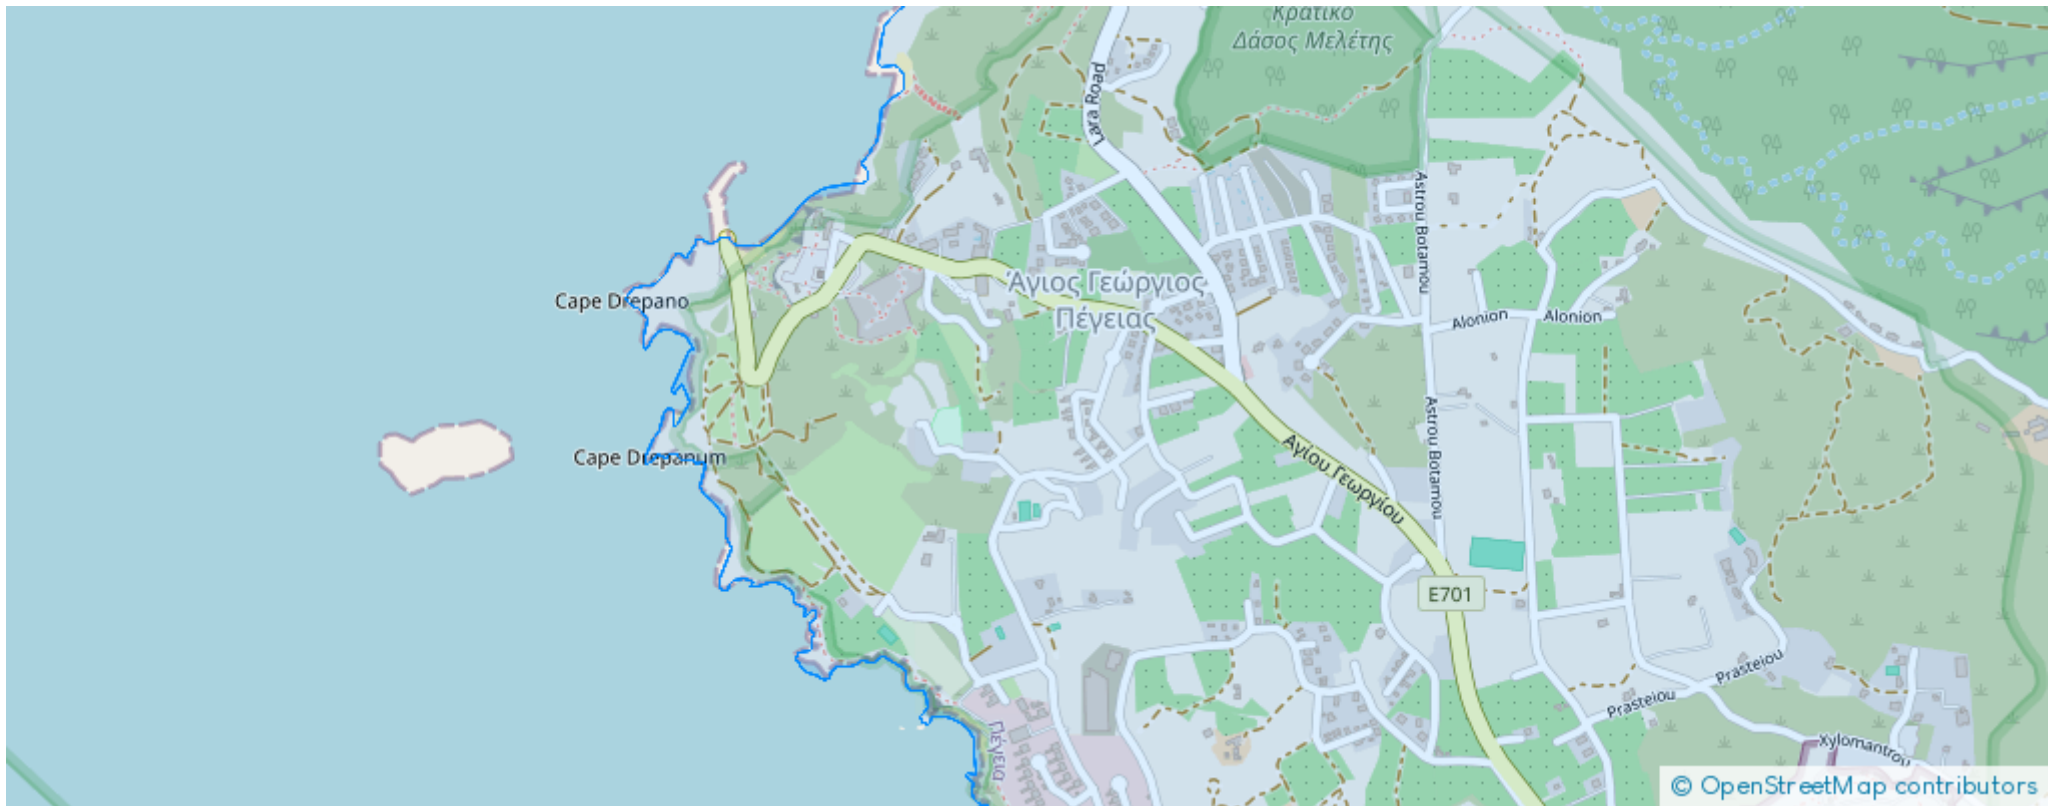 Κρατικό
Δάσος Μελέτης
Lara Road
Astrou Botamou
Cape Drepano
Άγιος Γεώργιος
Πέγειας
Alonion
Alonion
Astrou Botamou
Cape Drepanum
Αγίου Γεωργίου
E701
Prasteiou
Prasteiou
Πέγεια
Xylomantrou
© OpenStreetMap contributors